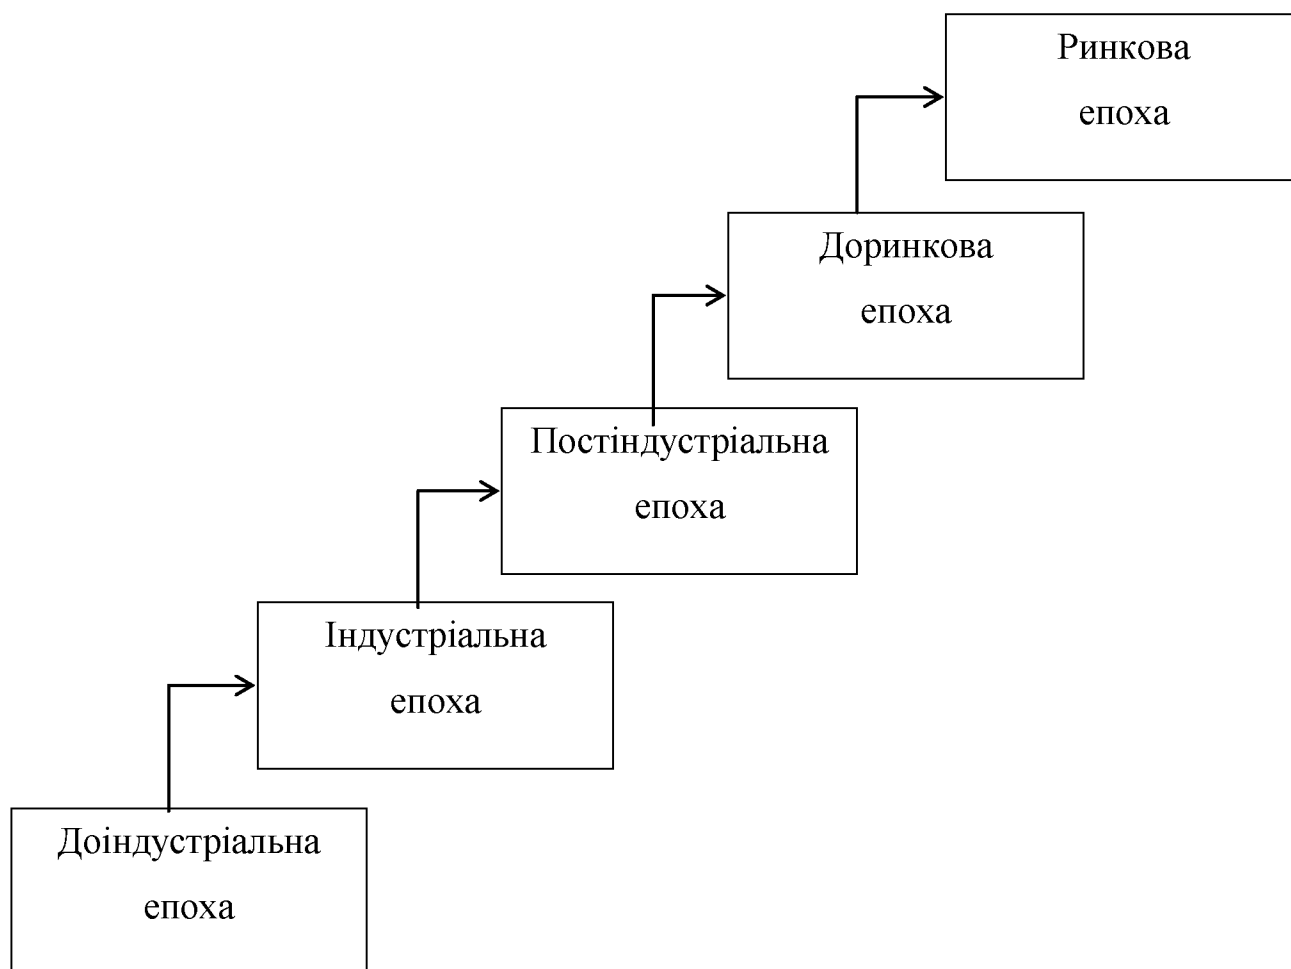 Ринкова
епоха
Доринкова
епоха
Постіндустріальна
епоха
Індустріальна
епоха
Доіндустріальна
епоха